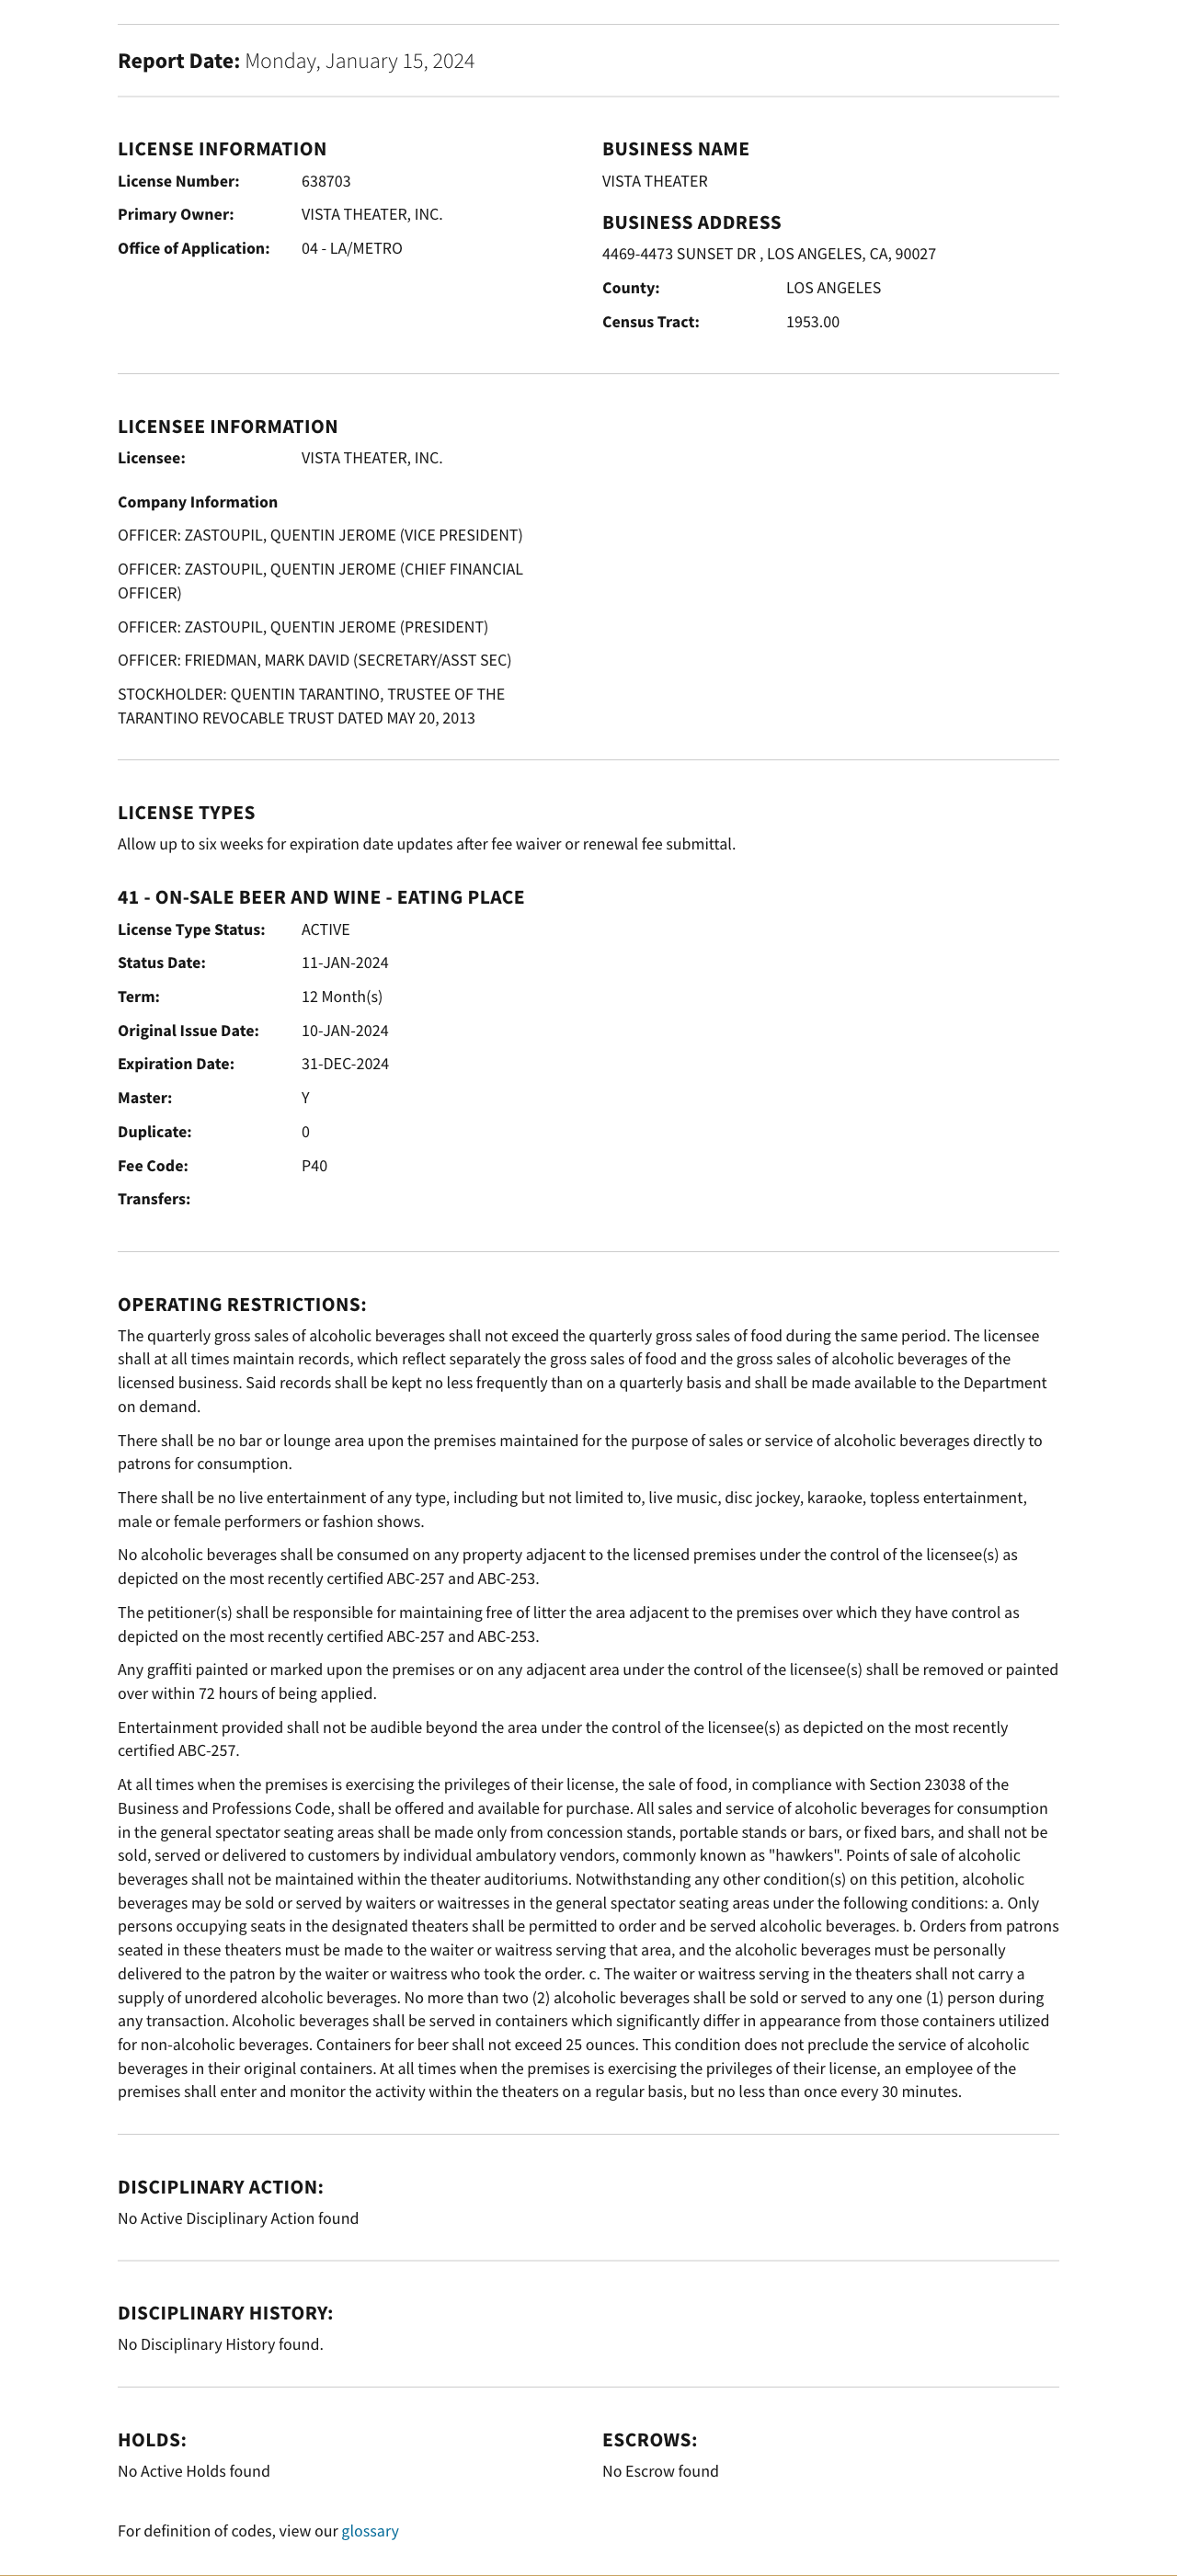 Report Date: Monday, January 15, 2024
LICENSE INFORMATION
License Number: 638703
Primary Owner: VISTA THEATER, INC.
Office of Application: 04 - LA/METRO
BUSINESS NAME
VISTA THEATER
BUSINESS ADDRESS
4469-4473 SUNSET DR , LOS ANGELES, CA, 90027
County: LOS ANGELES
Census Tract: 1953.00
LICENSEE INFORMATION
Licensee: VISTA THEATER, INC.
Company Information
OFFICER: ZASTOUPIL, QUENTIN JEROME (VICE PRESIDENT)
OFFICER: ZASTOUPIL, QUENTIN JEROME (CHIEF FINANCIAL
OFFICER)
OFFICER: ZASTOUPIL, QUENTIN JEROME (PRESIDENT)
OFFICER: FRIEDMAN, MARK DAVID (SECRETARY/ASST SEC)
STOCKHOLDER: QUENTIN TARANTINO, TRUSTEE OF THE
TARANTINO REVOCABLE TRUST DATED MAY 20, 2013
LICENSE TYPES
Allow up to six weeks for expiration date updates after fee waiver or renewal fee submittal.
41 - ON-SALE BEER AND WINE - EATING PLACE
License Type Status: ACTIVE
Status Date: 11-JAN-2024
Term: 12 Month(s)
Original Issue Date: 10-JAN-2024
Expiration Date: 31-DEC-2024
Master: Y
Duplicate: 0
Fee Code: P40
Transfers:
OPERATING RESTRICTIONS:
The quarterly gross sales of alcoholic beverages shall not exceed the quarterly gross sales of food during the same period. The licensee
shall at all times maintain records, which reflect separately the gross sales of food and the gross sales of alcoholic beverages of the
licensed business. Said records shall be kept no less frequently than on a quarterly basis and shall be made available to the Department
on demand.
There shall be no bar or lounge area upon the premises maintained for the purpose of sales or service of alcoholic beverages directly to
patrons for consumption.
There shall be no live entertainment of any type, including but not limited to, live music, disc jockey, karaoke, topless entertainment,
male or female performers or fashion shows.
No alcoholic beverages shall be consumed on any property adjacent to the licensed premises under the control of the licensee(s) as
depicted on the most recently certified ABC-257 and ABC-253.
The petitioner(s) shall be responsible for maintaining free of litter the area adjacent to the premises over which they have control as
depicted on the most recently certified ABC-257 and ABC-253.
Any graffiti painted or marked upon the premises or on any adjacent area under the control of the licensee(s) shall be removed or painted
over within 72 hours of being applied.
Entertainment provided shall not be audible beyond the area under the control of the licensee(s) as depicted on the most recently
certified ABC-257.
At all times when the premises is exercising the privileges of their license, the sale of food, in compliance with Section 23038 of the
Business and Professions Code, shall be offered and available for purchase. All sales and service of alcoholic beverages for consumption
in the general spectator seating areas shall be made only from concession stands, portable stands or bars, or fixed bars, and shall not be
sold, served or delivered to customers by individual ambulatory vendors, commonly known as "hawkers". Points of sale of alcoholic
beverages shall not be maintained within the theater auditoriums. Notwithstanding any other condition(s) on this petition, alcoholic
beverages may be sold or served by waiters or waitresses in the general spectator seating areas under the following conditions: a. Only
persons occupying seats in the designated theaters shall be permitted to order and be served alcoholic beverages. b. Orders from patrons
seated in these theaters must be made to the waiter or waitress serving that area, and the alcoholic beverages must be personally
delivered to the patron by the waiter or waitress who took the order. c. The waiter or waitress serving in the theaters shall not carry a
supply of unordered alcoholic beverages. No more than two (2) alcoholic beverages shall be sold or served to any one (1) person during
any transaction. Alcoholic beverages shall be served in containers which significantly differ in appearance from those containers utilized
for non-alcoholic beverages. Containers for beer shall not exceed 25 ounces. This condition does not preclude the service of alcoholic
beverages in their original containers. At all times when the premises is exercising the privileges of their license, an employee of the
premises shall enter and monitor the activity within the theaters on a regular basis, but no less than once every 30 minutes.
DISCIPLINARY ACTION:
No Active Disciplinary Action found
DISCIPLINARY HISTORY:
No Disciplinary History found.
HOLDS:
No Active Holds found
ESCROWS:
No Escrow found
For definition of codes, view our glossary